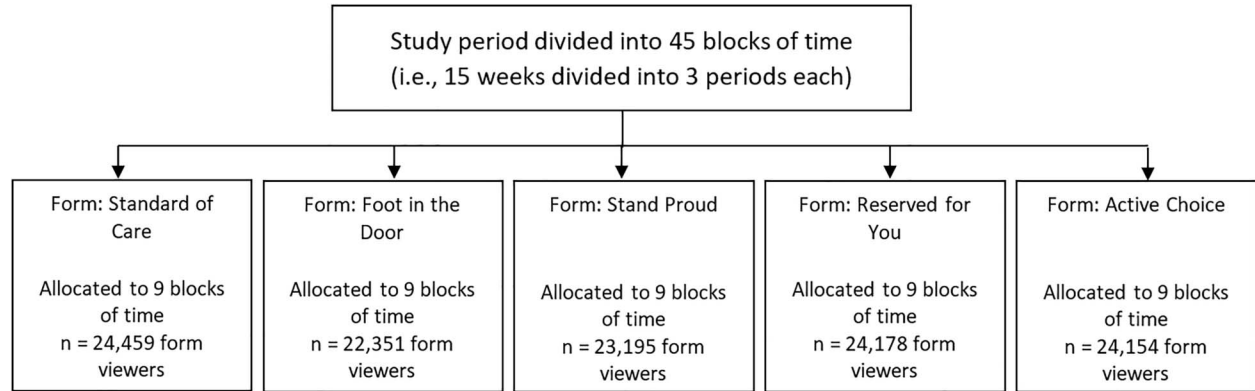 Study period divided into 45 blocks of time
(i.e., 15 weeks divided into 3 periods each)
Form: Standard of
Care
Allocated to 9 blocks
of time
n = 24,459 form
viewers
Form: Foot in the
Door
Allocated to 9 blocks
of time
n = 22,351 form
viewers
Form: Stand Proud
Allocated to 9 blocks
of time
n = 23,195 form
viewers
Form: Reserved for
You
Allocated to 9 blocks
of time
n = 24,178 form
viewers
Form: Active Choice
Allocated to 9 blocks
of time
n = 24,154 form
viewers